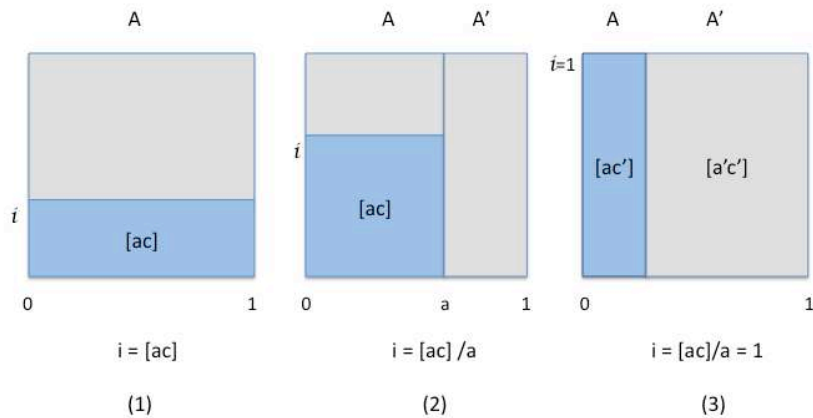 A A A’ A A’
i i i=1
[ac] [ac] [ac’] [a’c’]
0 1 0 a 1 0 1
i = [ac] i = [ac] /a i = [ac]/a = 1
(1) (2) (3)